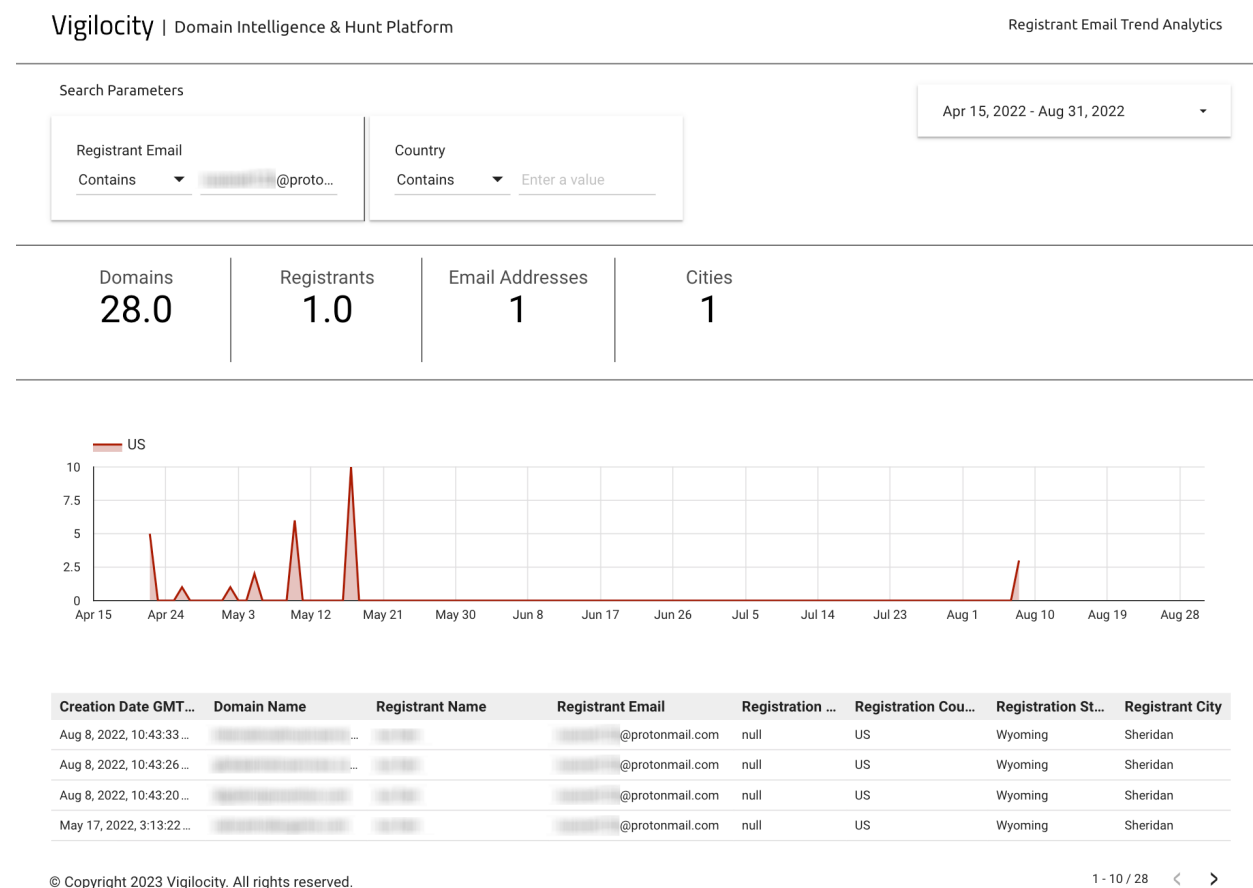 Vigilocity | Domain Intelligence & Hunt Platform
Registrant Email Trend Analytics
Search Parameters
Apr 15, 2022 - Aug 31, 2022
Registrant Email
Contains @proto...
Country
Contains Enter a value
Domains
28.0
Registrants
1.0
Email Addresses
1
Cities
1
US
10
7.5
5
2.5
0
Apr 15 Apr 24 May 3 May 12 May 21 May 30 Jun 8 Jun 17 Jun 26 Jul 5 Jul 14 Jul 23 Aug 1 Aug 10 Aug 19 Aug 28
Creation Date GMT... Domain Name Registrant Name Registrant Email Registration ... Registration Cou... Registration St... Registrant City
Aug 8, 2022, 10:43:33 ... ... @protonmail.com null US Wyoming Sheridan
Aug 8, 2022, 10:43:26 ... ... @protonmail.com null US Wyoming Sheridan
Aug 8, 2022, 10:43:20 ... @protonmail.com null US Wyoming Sheridan
May 17, 2022, 3:13:22 ... @protonmail.com null US Wyoming Sheridan
© Copyright 2023 Vigilocity. All rights reserved.
1 - 10 / 28 < >